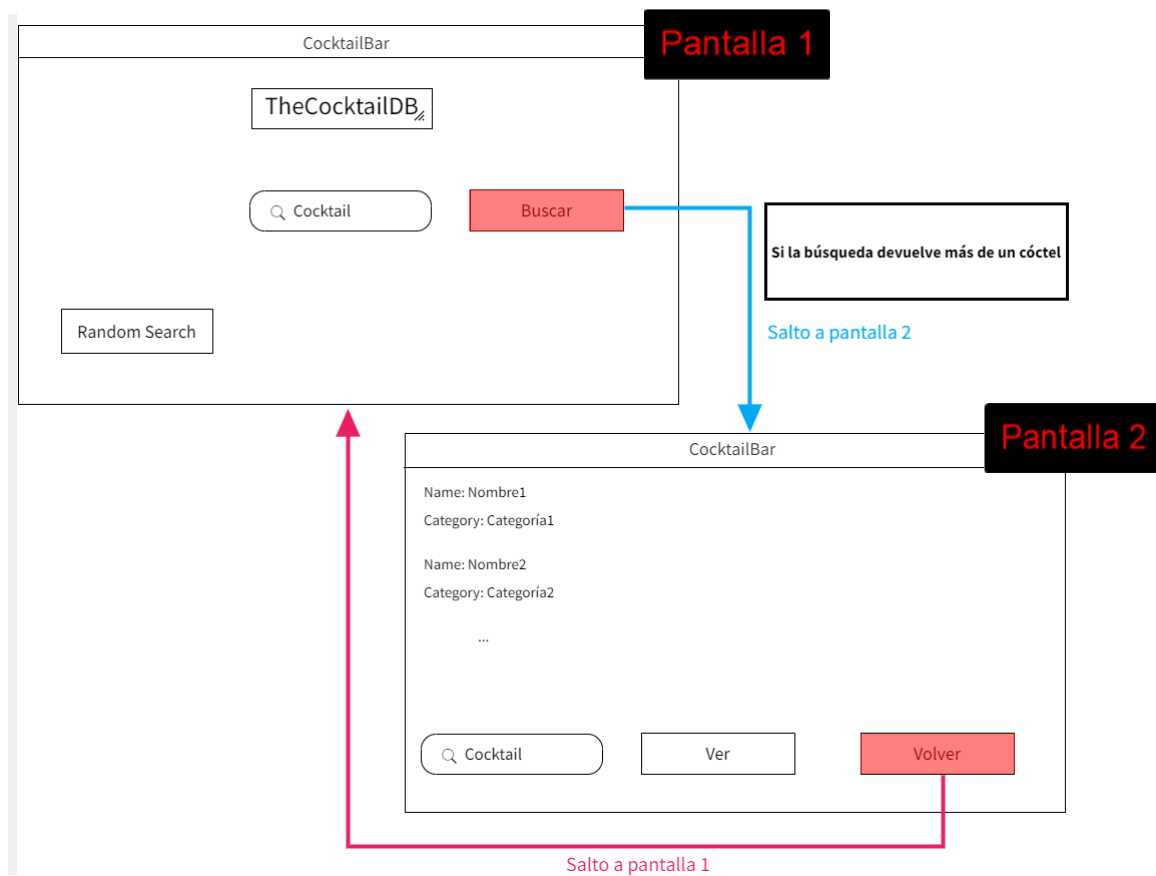 CocktailBar
Pantalla 1
TheCocktailDB
Cocktail
Buscar
Si la búsqueda devuelve más de un cóctel
Random Search
Salto a pantalla 2
CocktailBar
Pantalla 2
Name: Nombre1
Category: Categoría1
Name: Nombre2
Category: Categoría2
...
Cocktail
Ver
Volver
Salto a pantalla 1